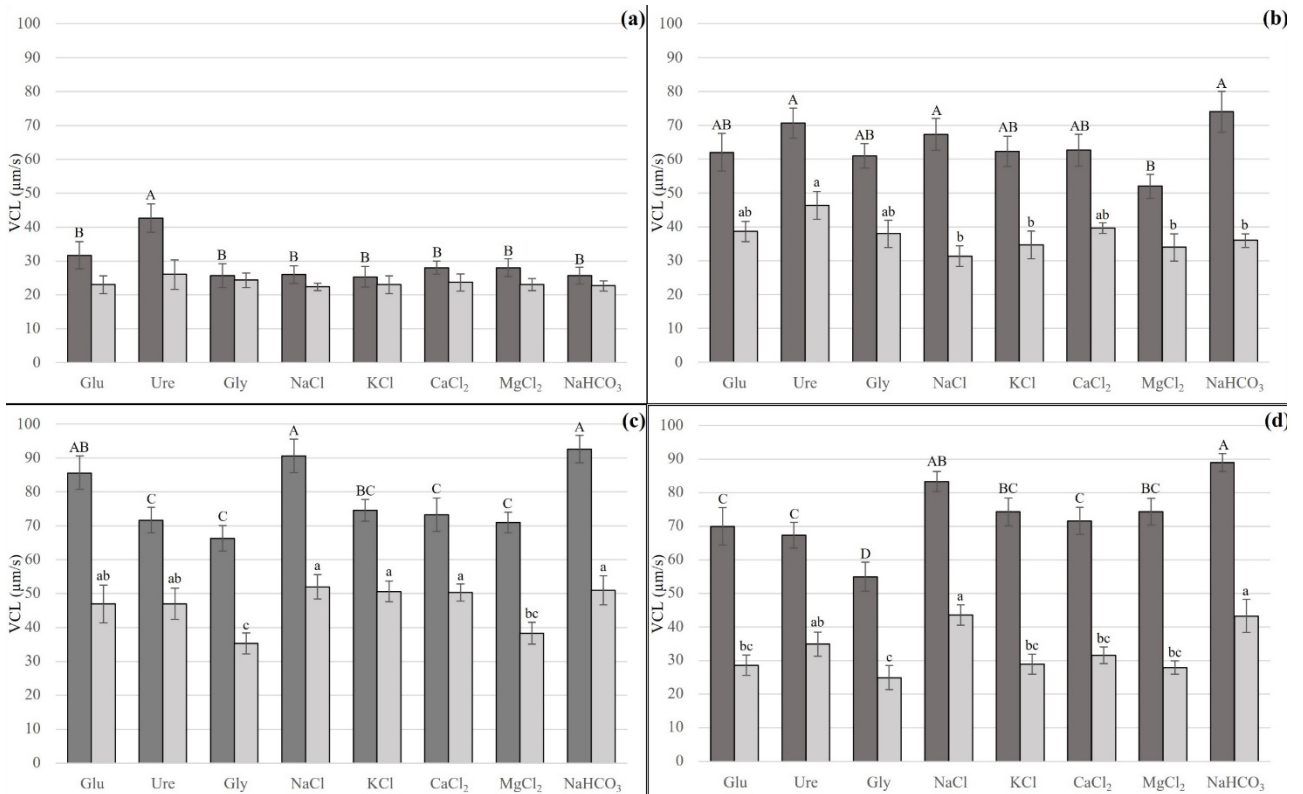 (a)
100
90
80
70
60
50
40
30
20
10
0
VCL (µm/s)
B A B B B B B B
Glu Ure Gly NaCl KCl CaCl₂ MgCl₂ NaHCO₃
(b)
100
90
80
70
60
50
40
30
20
10
0
VCL (µm/s)
AB A AB A AB AB B A
ab a ab b b ab b b
Glu Ure Gly NaCl KCl CaCl₂ MgCl₂ NaHCO₃
(c)
100
90
80
70
60
50
40
30
20
10
0
VCL (µm/s)
AB C C A BC C C A
ab ab c a a a bc a
Glu Ure Gly NaCl KCl CaCl₂ MgCl₂ NaHCO₃
(d)
100
90
80
70
60
50
40
30
20
10
0
VCL (µm/s)
C C D AB BC C BC A
bc ab c a bc bc bc a
Glu Ure Gly NaCl KCl CaCl₂ MgCl₂ NaHCO₃